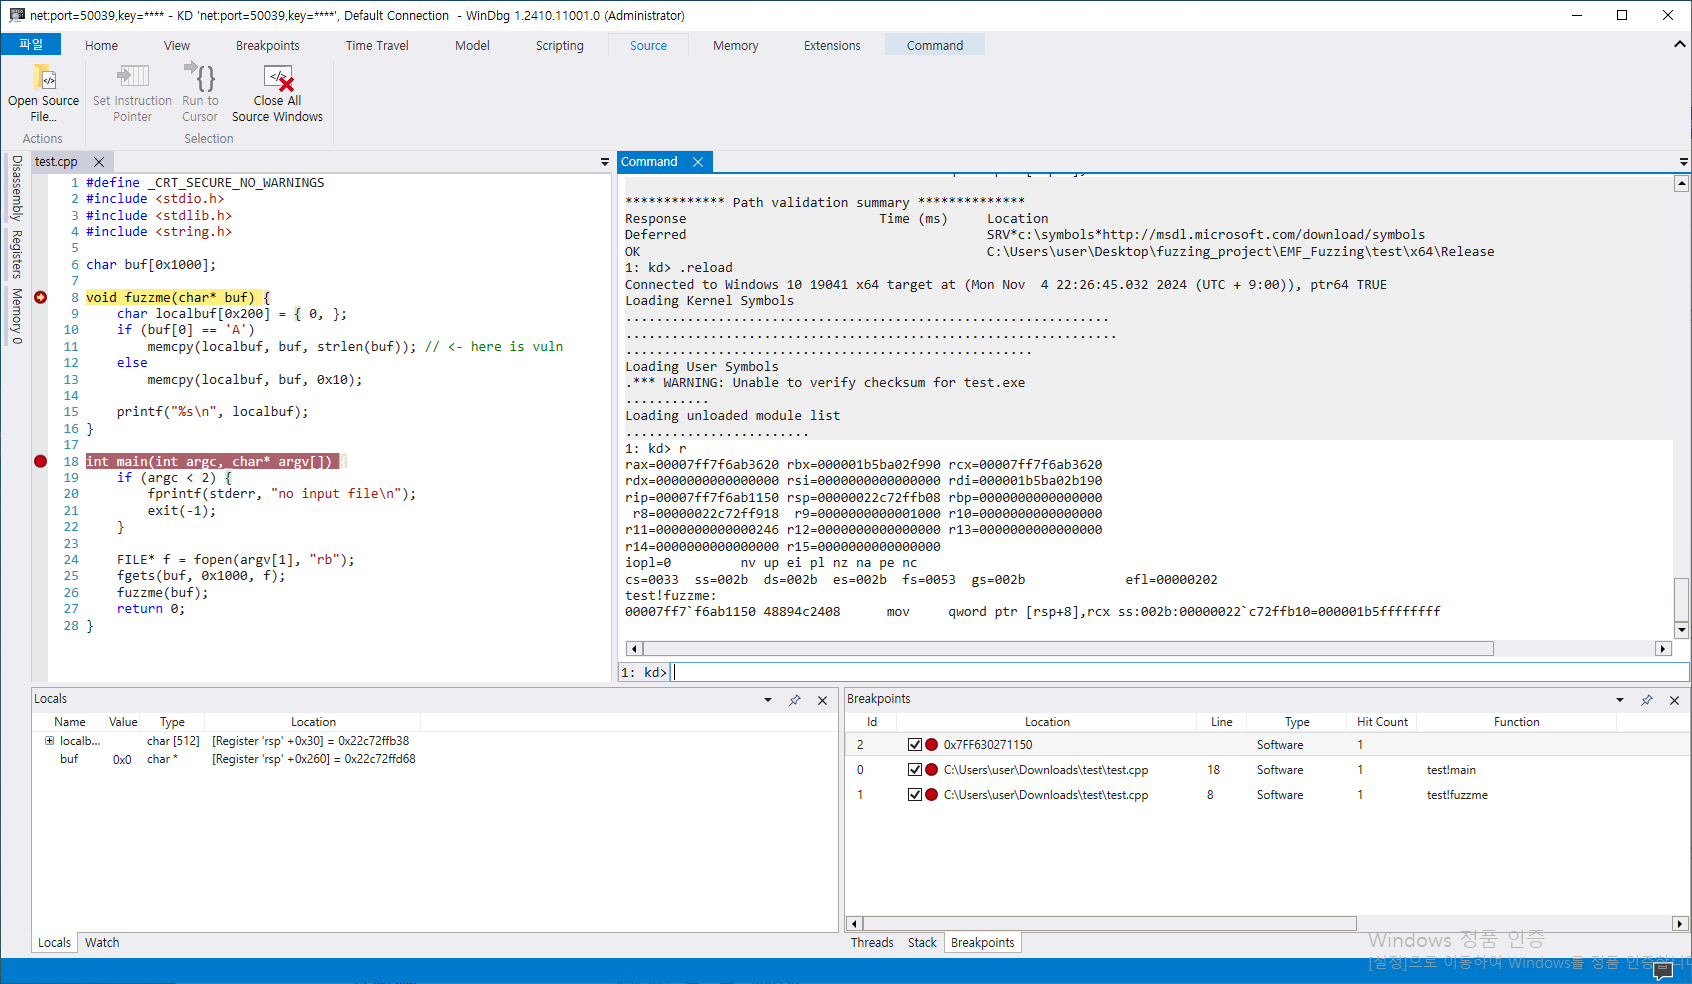 net:port=50039,key=**** - KD 'net:port=50039,key=****', Default Connection - WinDbg 1.2410.11001.0 (Administrator)
파일 Home View Breakpoints Time Travel Model Scripting Source Memory Extensions Command
Open Source File...
Set Instruction Pointer
Run to Cursor
Close All Source Windows
Actions
Selection
Disassembly
Registers
Memory 0
test.cpp
1 #define _CRT_SECURE_NO_WARNINGS
2 #include <stdio.h>
3 #include <stdlib.h>
4 #include <string.h>
5
6 char buf[0x1000];
7
8 void fuzzme(char* buf) {
9 char localbuf[0x200] = { 0, };
10 if (buf[0] == 'A')
11 memcpy(localbuf, buf, strlen(buf)); // <- here is vuln
12 else
13 memcpy(localbuf, buf, 0x10);
14
15 printf("%s\n", localbuf);
16 }
17
18 int main(int argc, char* argv[]) {
19 if (argc < 2) {
20 fprintf(stderr, "no input file\n");
21 exit(-1);
22 }
23
24 FILE* f = fopen(argv[1], "rb");
25 fgets(buf, 0x1000, f);
26 fuzzme(buf);
27 return 0;
28 }
Command
************* Path validation summary **************
Response Time (ms) Location
Deferred SRV*c:\symbols*http://msdl.microsoft.com/download/symbols
OK C:\Users\user\Desktop\fuzzing_project\EMF_Fuzzing\test\x64\Release
1: kd> .reload
Connected to Windows 10 19041 x64 target at (Mon Nov  4 22:26:45.032 2024 (UTC + 9:00)), ptr64 TRUE
Loading Kernel Symbols
...............................................................
................................................................
.....................................................
Loading User Symbols
.*** WARNING: Unable to verify checksum for test.exe
...........
Loading unloaded module list
........................
1: kd> r
rax=00007ff7f6ab3620 rbx=000001b5ba02f990 rcx=00007ff7f6ab3620
rdx=0000000000000000 rsi=0000000000000000 rdi=000001b5ba02b190
rip=00007ff7f6ab1150 rsp=00000022c72ffb08 rbp=0000000000000000
r8=00000022c72ff918 r9=0000000000001000 r10=0000000000000000
r11=0000000000000246 r12=0000000000000000 r13=0000000000000000
r14=0000000000000000 r15=0000000000000000
iopl=0 nv up ei pl nz na pe nc
cs=0033 ss=002b ds=002b es=002b fs=0053 gs=002b efl=00000202
test!fuzzme:
00007ff7`f6ab1150 48894c2408 mov qword ptr [rsp+8],rcx ss:002b:00000022`c72ffb10=000001b5ffffffff
1: kd>
Locals
Name Value Type Location
localb... char [512] [Register 'rsp' +0x30] = 0x22c72ffb38
buf 0x0 char * [Register 'rsp' +0x260] = 0x22c72ffd68
Locals Watch
Breakpoints
Id Location Line Type Hit Count Function
2 0x7FF630271150 Software 1
0 C:\Users\user\Downloads\test\test.cpp 18 Software 1 test!main
1 C:\Users\user\Downloads\test\test.cpp 8 Software 1 test!fuzzme
Threads Stack Breakpoints
Windows 정품 인증
[설정]으로 이동하여 Windows를 정품 인증합니다